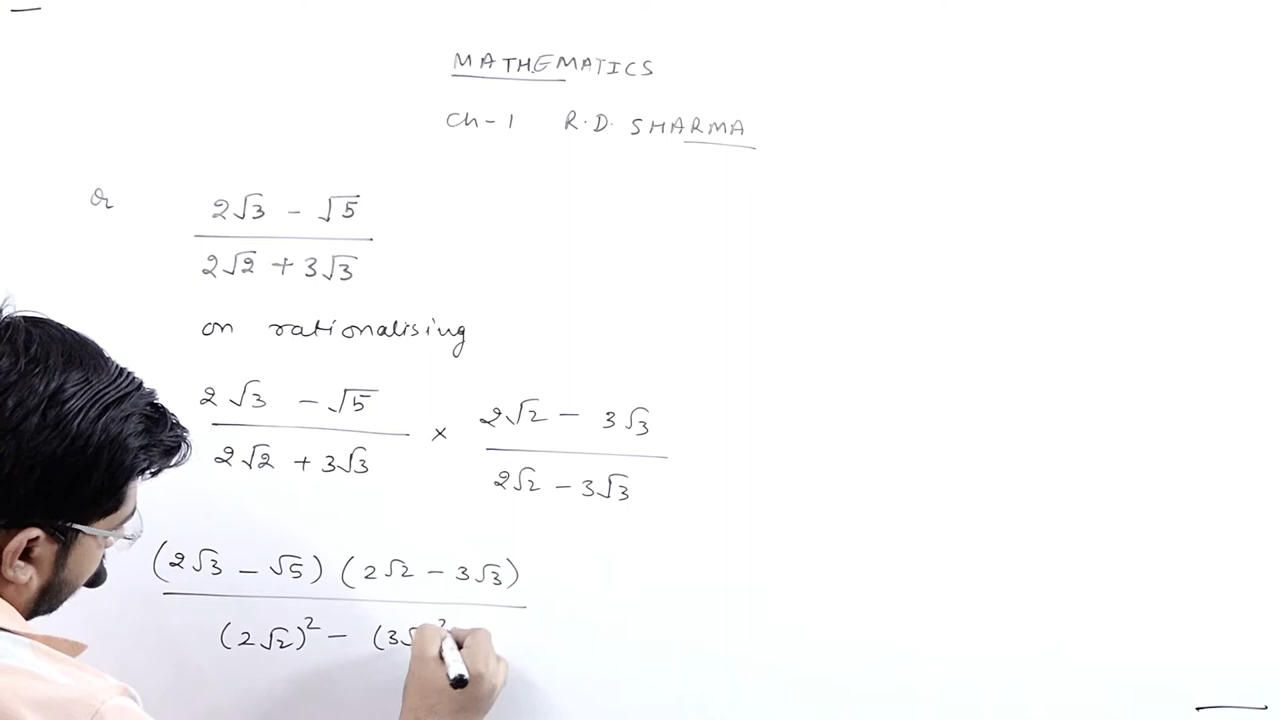 MATHEMATICS
Ch-1 R.D. SHARMA
2√3 - √5
2√2 + 3√3
on rationalising
2√3 - √5 × 2√2 - 3√3
2√2 + 3√3 2√2 - 3√3
(2√3 - √5) (2√2 - 3√3)
(2√2)² - (3√